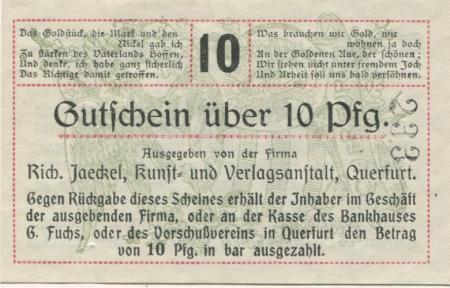 Das Goldstück, die Mark und den
Nickel gab ich
Zu stärken des Vaterlands Hoffen,
Und denke, ich habe ganz sicherlich
Das Richtige damit getroffen.
10
Was brauchen wir Gold, wir
wohnen ja doch
An der Goldenen Aue, der schönen;
Wir stehen nicht unter fremdem Joch
Und Arbeit soll uns bald versöhnen.
Gutschein über 10 Pfg.
233
Ausgegeben von der Firma
Rich. Jaeckel, Kunst- und Verlagsanstalt, Querfurt.
Gegen Rückgabe dieses Scheines erhält der Inhaber im Geschäft
der ausgebenden Firma, oder an der Kasse des Bankhauses
G. Fuchs, oder des Vorschußvereins in Querfurt den Betrag
von 10 Pfg. in bar ausgezahlt.